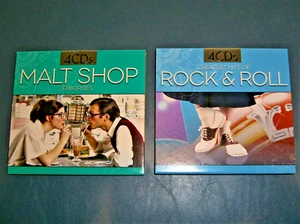 4CDs
MALT SHOP
FAVORITES
4CDs
ROCK & ROLL